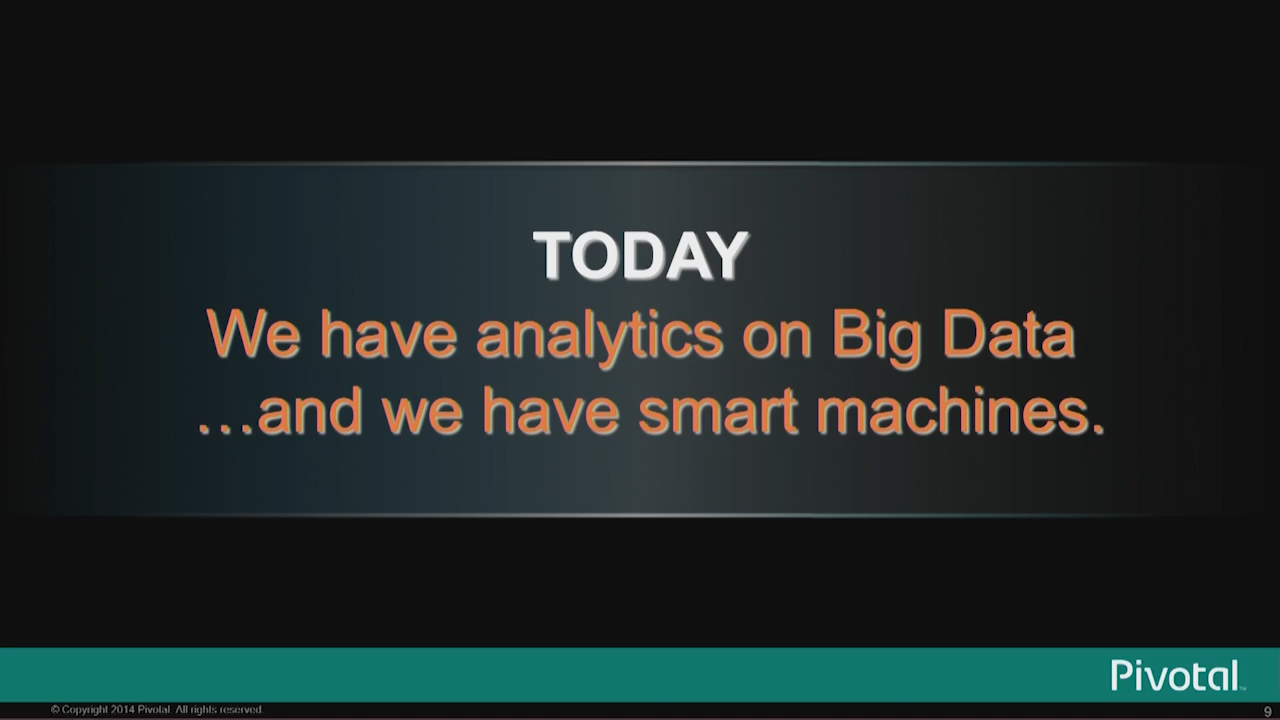 TODAY
We have analytics on Big Data
…and we have smart machines.
Pivotal™
© Copyright 2014 Pivotal. All rights reserved.
9